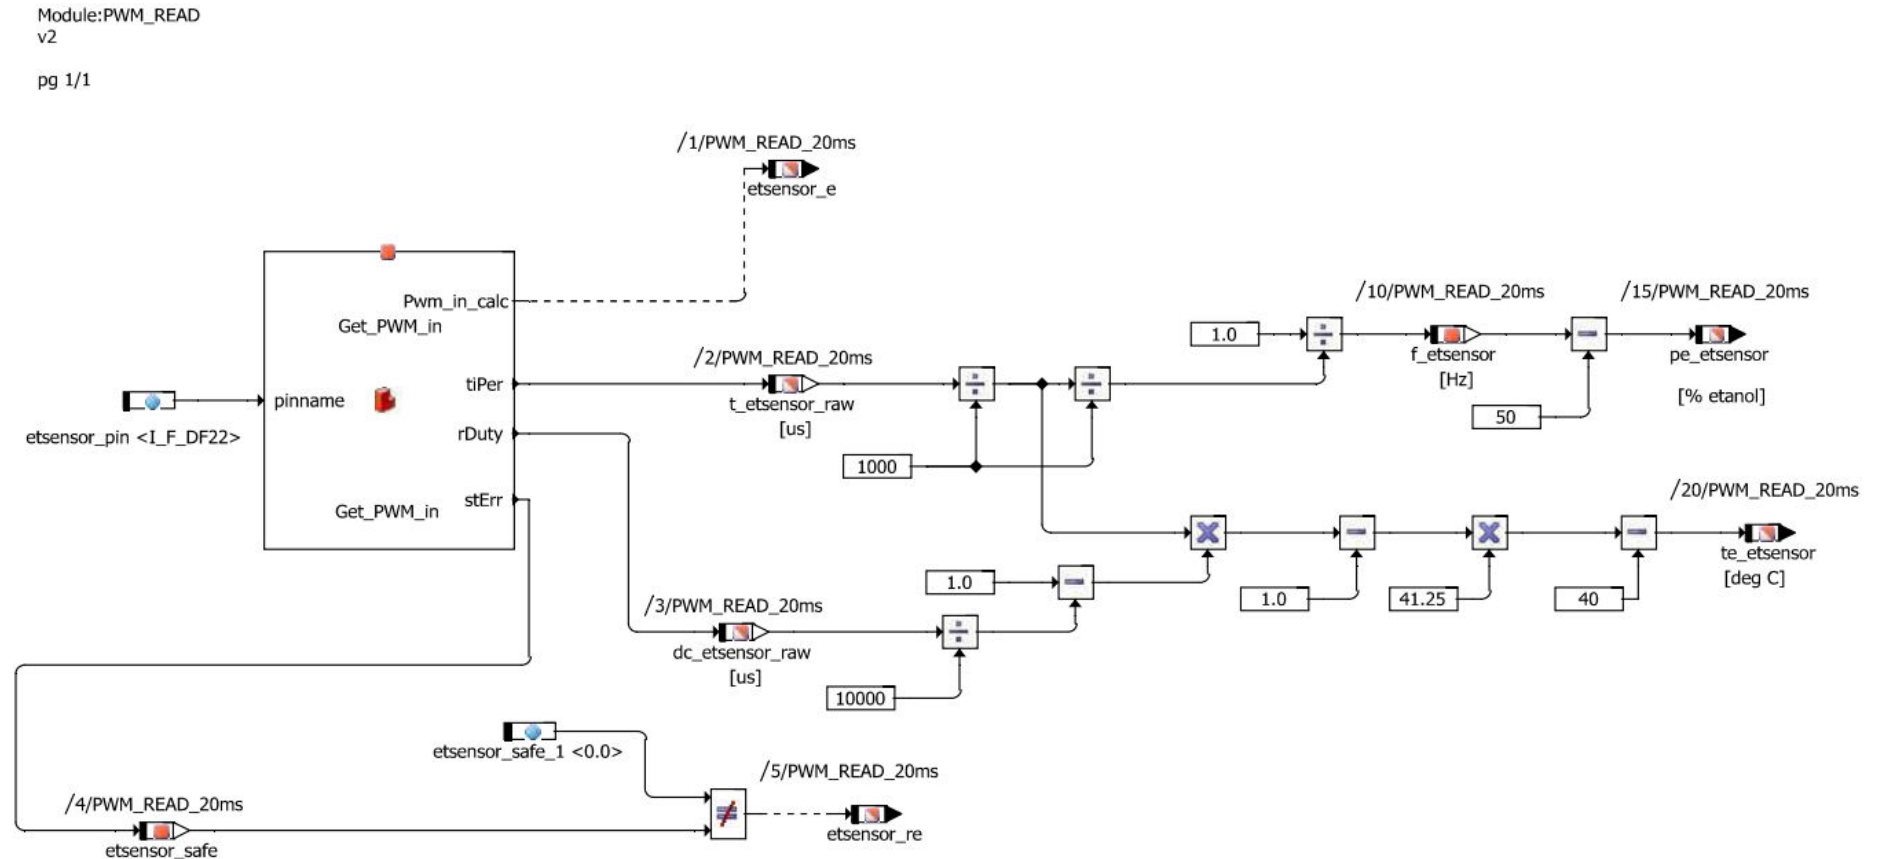 Module:PWM_READ
v2
pg 1/1
/1/PWM_READ_20ms
etsensor_e
Pwm_in_calc
Get_PWM_in
/10/PWM_READ_20ms
/15/PWM_READ_20ms
1.0
f_etsensor
[Hz]
pe_etsensor
[% etanol]
50
/2/PWM_READ_20ms
tiPer
t_etsensor_raw
[us]
pinname
etsensor_pin <I_F_DF22>
rDuty
1000
stErr
Get_PWM_in
/20/PWM_READ_20ms
te_etsensor
[deg C]
1.0
1.0
41.25
40
/3/PWM_READ_20ms
dc_etsensor_raw
[us]
10000
etsensor_safe_1 <0.0>
/5/PWM_READ_20ms
etsensor_re
/4/PWM_READ_20ms
etsensor_safe